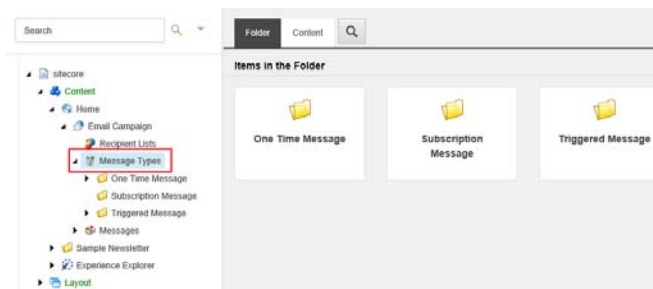 Search
Folder
Content
Items in the Folder
sitecore
Content
Home
Email Campaign
Recipient Lists
Message Types
One Time Message
Subscription Message
Triggered Message
Messages
Sample Newsletter
Experience Explorer
Layout
One Time Message
Subscription
Message
Triggered Message